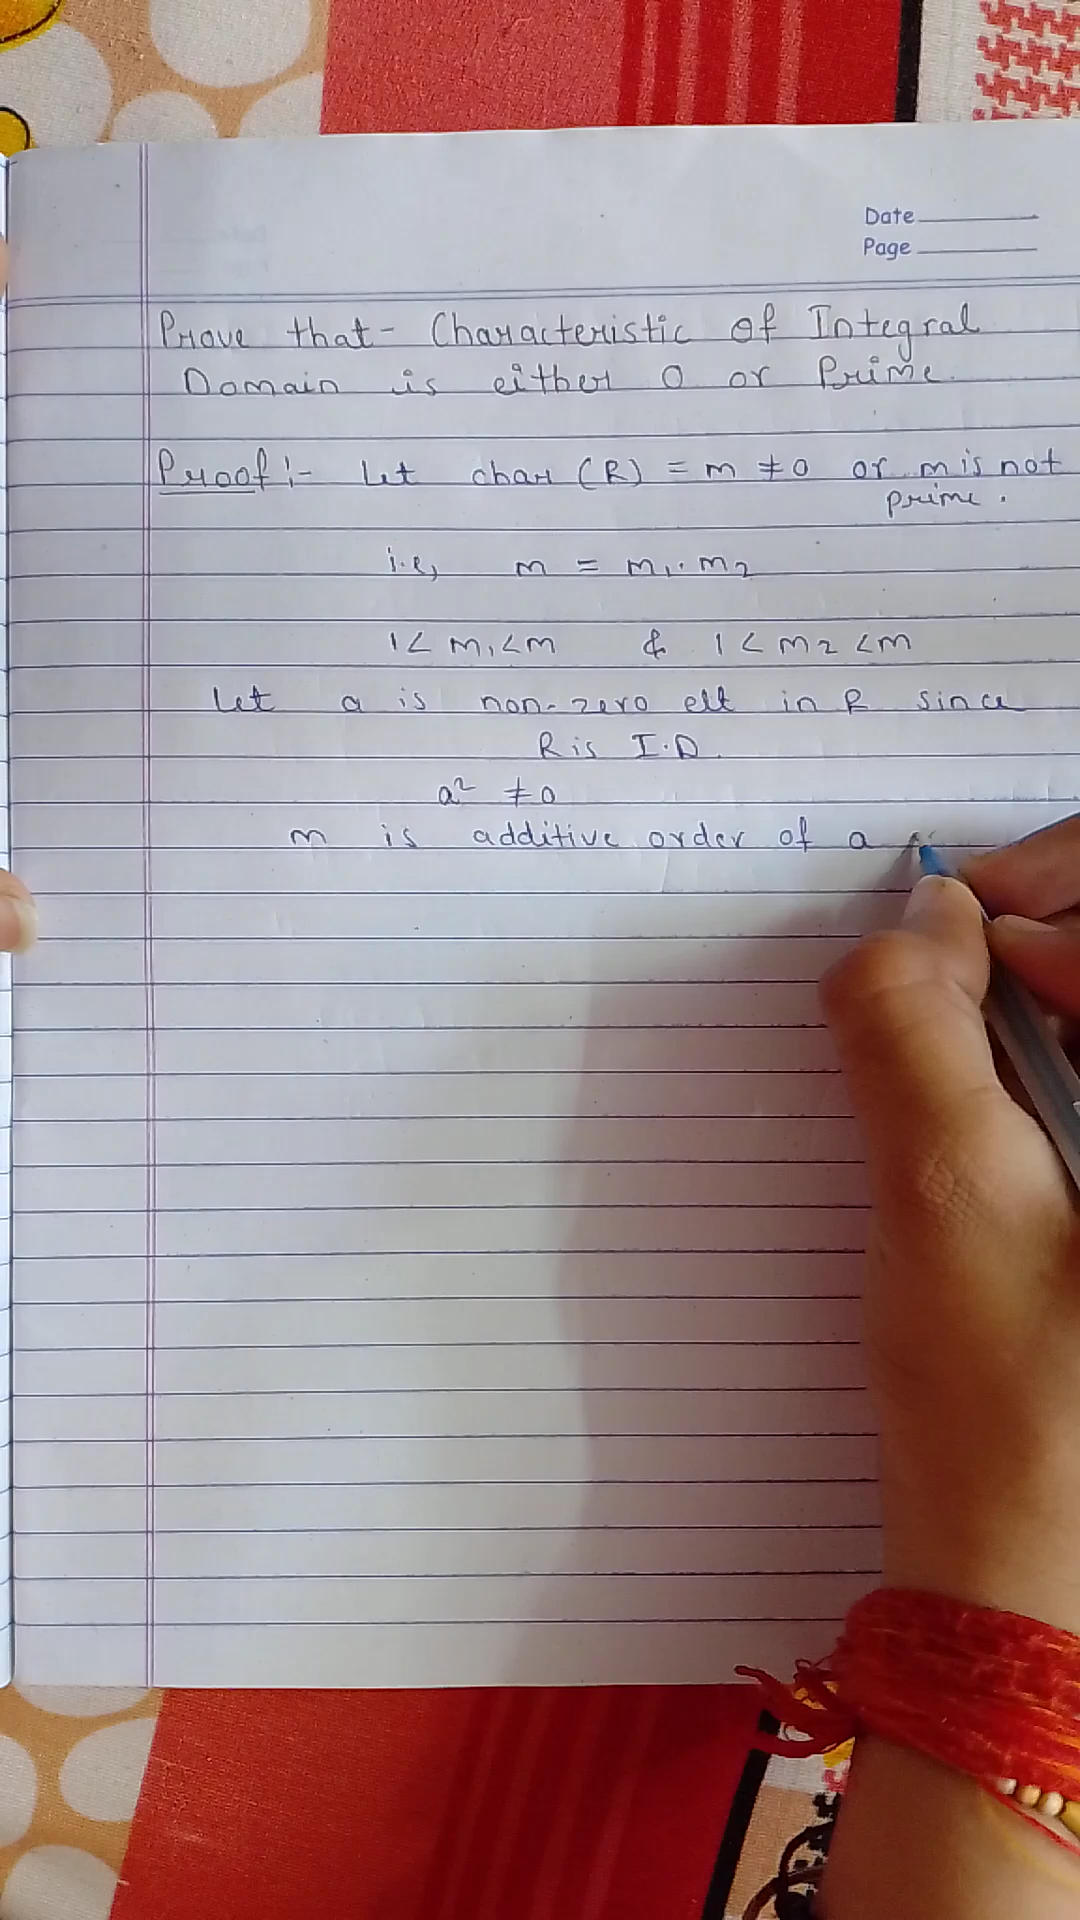 Date
Page
Prove that - Characteristic of Integral
Domain is either 0 or Prime.
Proof :- Let char (R) = m ≠ 0 or m is not
prime.
i.e, m = m₁ . m₂
1 < m₁ < m & 1 < m₂ < m
Let a is non-zero elt in R since
R is I.D.
a² ≠ 0
m is additive order of a